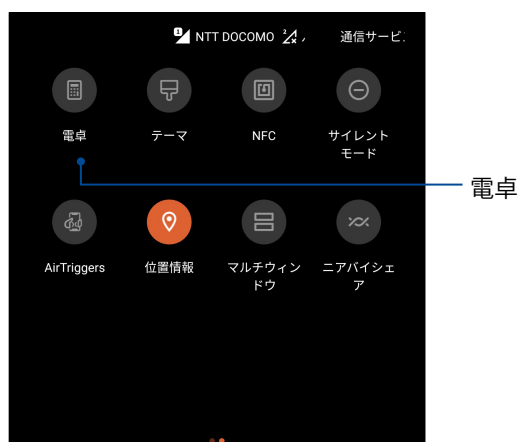 1 NTT DOCOMO 2 通信サービ
電卓 テーマ NFC サイレント
モード
電卓
AirTriggers 位置情報 マルチウィン ニアバイシェ
ドウ ア